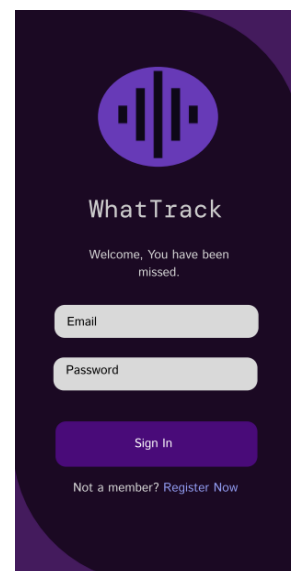 WhatTrack
Welcome, You have been
missed.
Email
Password
Sign In
Not a member? Register Now